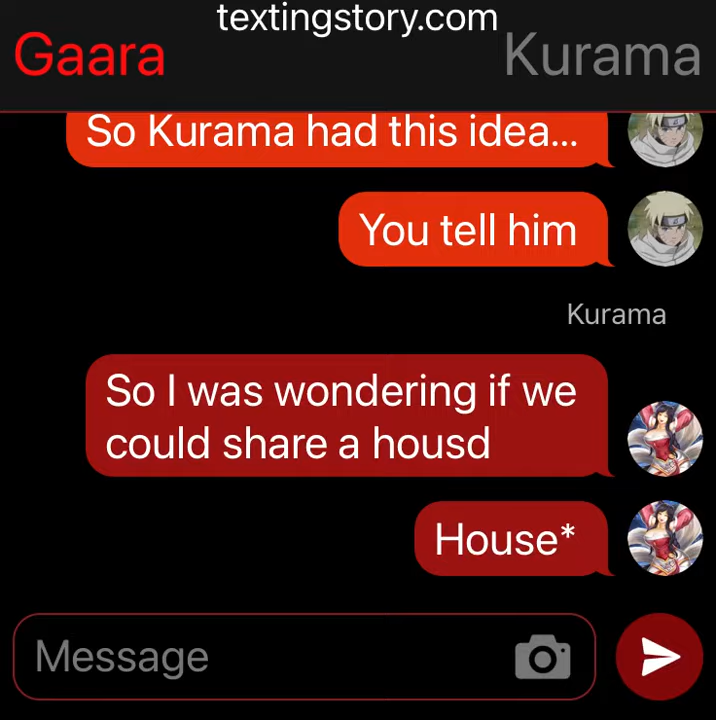 textingstory.com
Gaara
Kurama
So Kurama had this idea...
You tell him
Kurama
So I was wondering if we
could share a housd
House*
Message